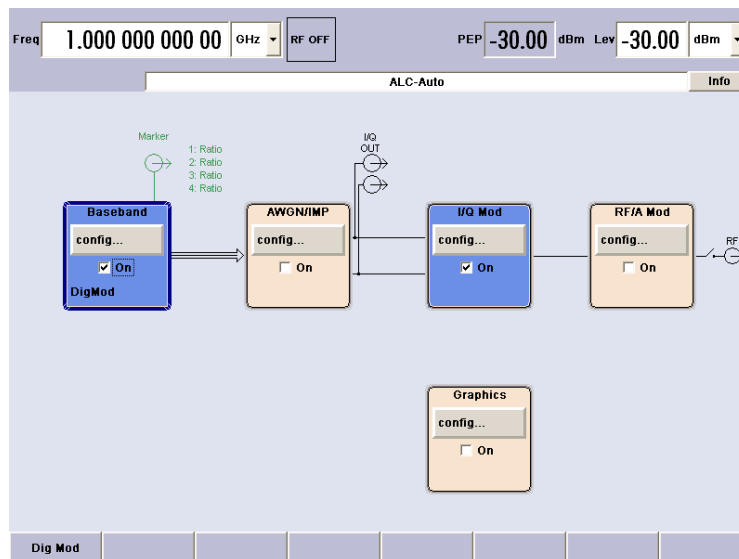 Freq 1.000 000 000 00 GHz RF OFF PEP -30.00 dBm Lev -30.00 dBm
ALC-Auto Info
Marker
1: Ratio
2: Ratio
3: Ratio
4: Ratio
I/Q
OUT
Baseband
config...
On
DigMod
AWGN/IMP
config...
On
I/Q Mod
config...
On
RF/A Mod
config...
On
RF
Graphics
config...
On
Dig Mod